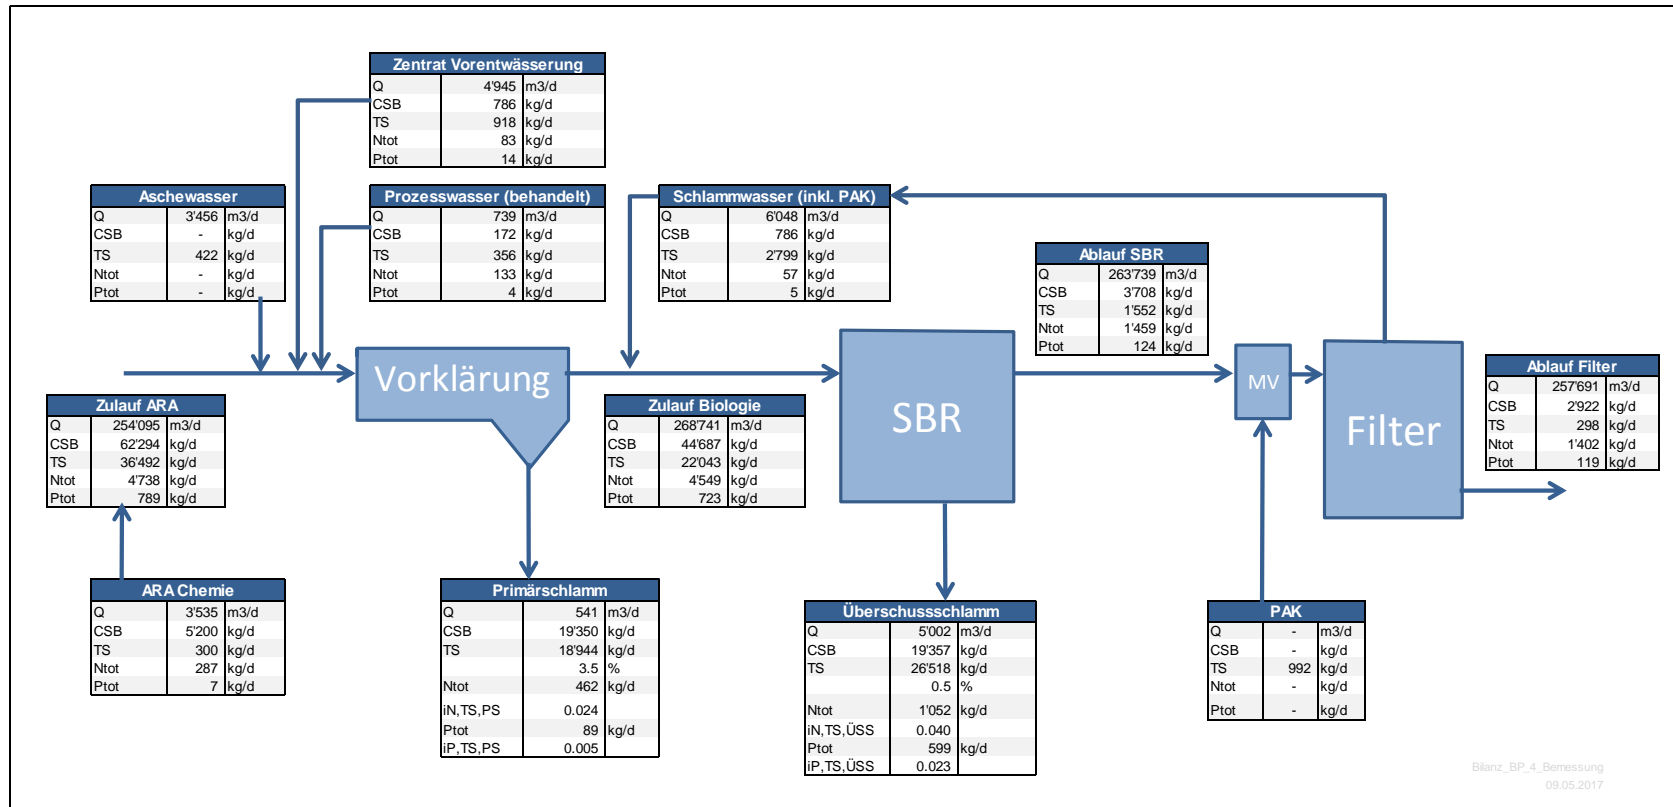 Zentrat Vorentwässerung
Q 4'945 m3/d
CSB 786 kg/d
TS 918 kg/d
Ntot 83 kg/d
Ptot 14 kg/d
Aschewasser
Q 3'456 m3/d
CSB - kg/d
TS 422 kg/d
Ntot - kg/d
Ptot - kg/d
Prozesswasser (behandelt)
Q 739 m3/d
CSB 172 kg/d
TS 356 kg/d
Ntot 133 kg/d
Ptot 4 kg/d
Schlammwasser (inkl. PAK)
Q 6'048 m3/d
CSB 786 kg/d
TS 2'799 kg/d
Ntot 57 kg/d
Ptot 5 kg/d
Ablauf SBR
Q 263'739 m3/d
CSB 3'708 kg/d
TS 1'552 kg/d
Ntot 1'459 kg/d
Ptot 124 kg/d
Vorklärung
SBR
MV
Filter
Ablauf Filter
Q 257'691 m3/d
CSB 2'922 kg/d
TS 298 kg/d
Ntot 1'402 kg/d
Ptot 119 kg/d
Zulauf ARA
Q 254'095 m3/d
CSB 62'294 kg/d
TS 36'492 kg/d
Ntot 4'738 kg/d
Ptot 789 kg/d
Zulauf Biologie
Q 268'741 m3/d
CSB 44'687 kg/d
TS 22'043 kg/d
Ntot 4'549 kg/d
Ptot 723 kg/d
ARA Chemie
Q 3'535 m3/d
CSB 5'200 kg/d
TS 300 kg/d
Ntot 287 kg/d
Ptot 7 kg/d
Primärschlamm
Q 541 m3/d
CSB 19'350 kg/d
TS 18'944 kg/d
3.5 %
Ntot 462 kg/d
iN,TS,PS 0.024
Ptot 89 kg/d
iP,TS,PS 0.005
Überschussschlamm
Q 5'002 m3/d
CSB 19'357 kg/d
TS 26'518 kg/d
0.5 %
Ntot 1'052 kg/d
iN,TS,ÜSS 0.040
Ptot 599 kg/d
iP,TS,ÜSS 0.023
PAK
Q - m3/d
CSB - kg/d
TS 992 kg/d
Ntot - kg/d
Ptot - kg/d
Bilanz_BP_4_Bemessung
09.05.2017